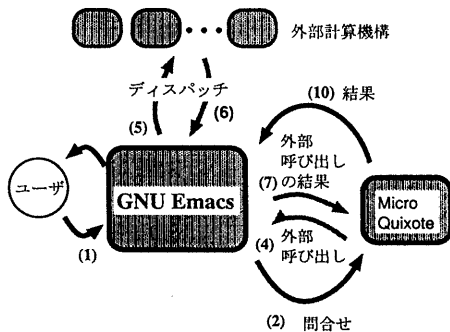 外部計算機構
ディスパッチ
(5)
(6)
(10) 結果
ユーザ
(1)
GNU Emacs
外部
呼び出し
(7) の結果
(4) 外部
呼び出し
Micro
Quixote
(2) 問合せ